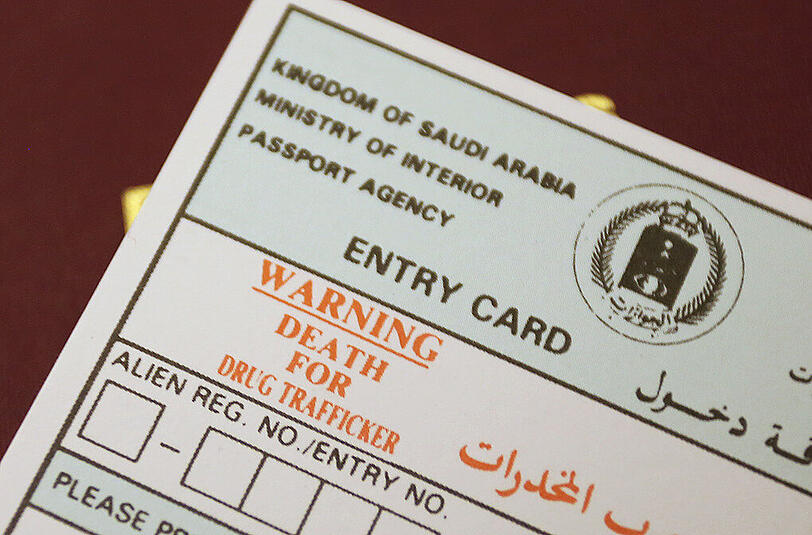 KINGDOM OF SAUDI ARABIA
MINISTRY OF INTERIOR
PASSPORT AGENCY
ENTRY CARD
دخول
WARNING
DEATH
FOR
DRUG TRAFFICKER
المخدرات
ALIEN REG. NO./ENTRY NO.
PLEASE